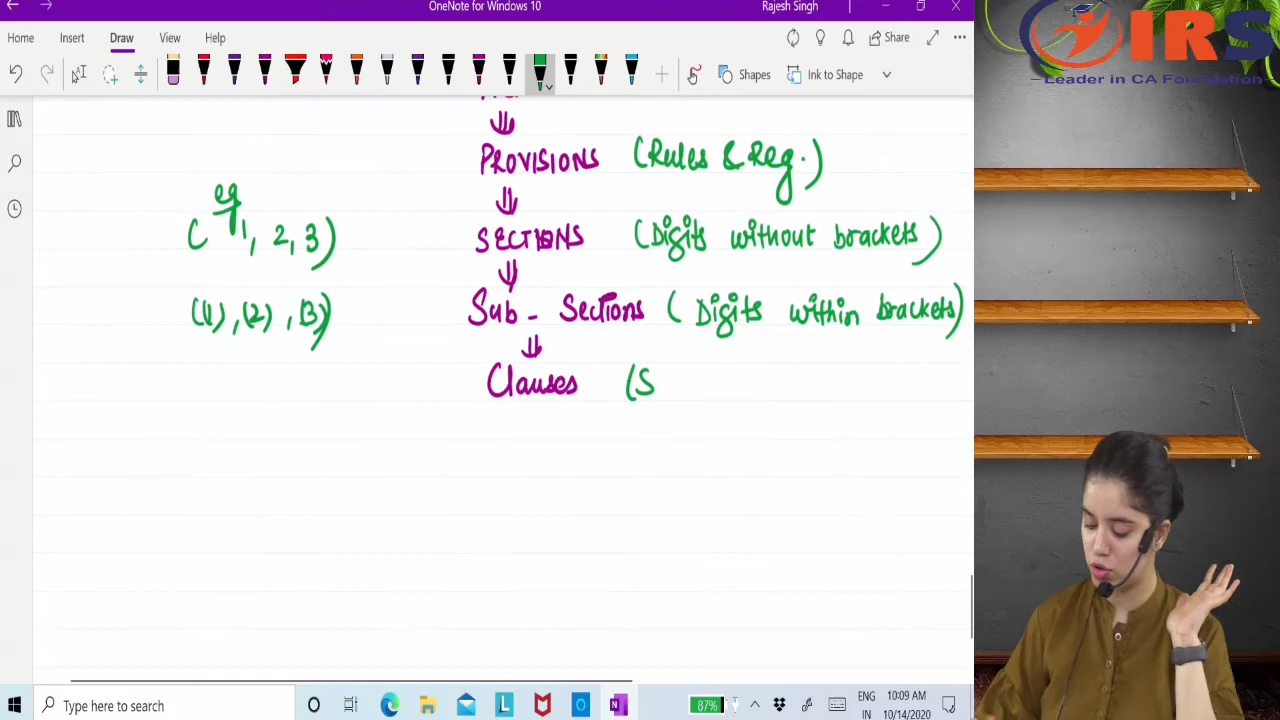 OneNote for Windows 10
Rajesh Singh
Home Insert Draw View Help
Share
Shapes
Ink to Shape
IRS
Leader in CA Foundation
PROVISIONS (Rules & Reg.)
eg
(1, 2, 3)
SECTIONS (Digits without brackets)
(1), (2), (3)
Sub - Sections (Digits within brackets)
Clauses (S
Type here to search
87%
ENG
IN
10:09 AM
10/14/2020